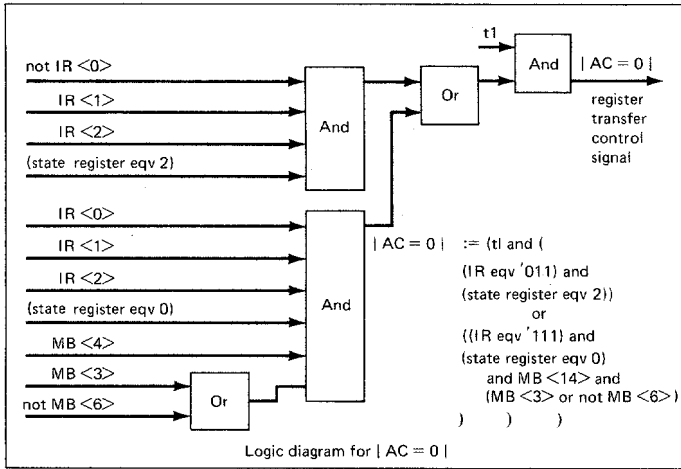 not IR <0>
IR <1>
IR <2>
(state register eqv 2)
And
Or
t1
And
| AC = 0 |
register
transfer
control
signal
IR <0>
IR <1>
IR <2>
(state register eqv 0)
MB <4>
MB <3>
not MB <6>
Or
And
| AC = 0 | := (tl and (
(IR eqv '011) and
(state register eqv 2))
or
((IR eqv '111) and
(state register eqv 0)
and MB <14> and
(MB <3> or not MB <6>)
) ) )
Logic diagram for | AC = 0 |